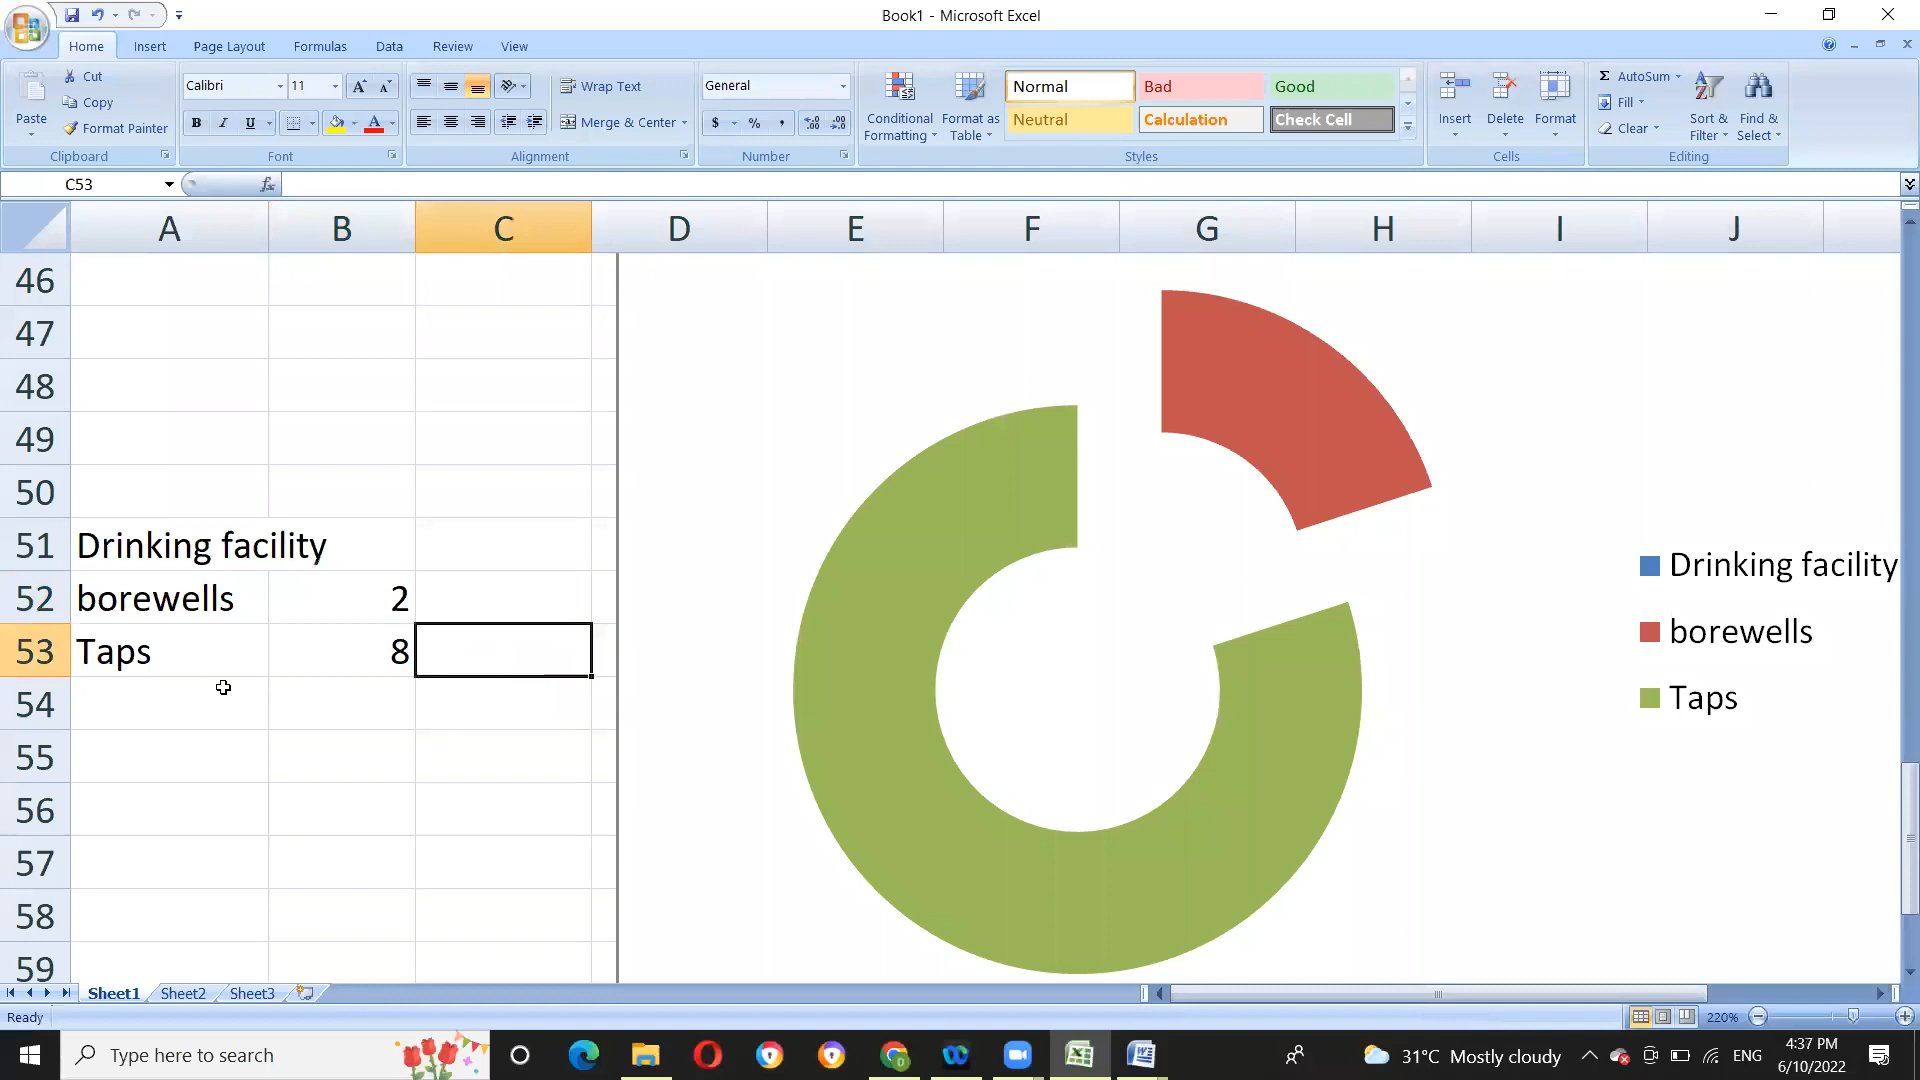 Book1 - Microsoft Excel
Home Insert Page Layout Formulas Data Review View
Paste
Cut
Copy
Format Painter
Clipboard
Calibri 11
B I U
Font
Wrap Text
Merge & Center
Alignment
General
$ % ,
Number
Conditional Formatting
Format as Table
Normal Bad Good
Neutral Calculation Check Cell
Styles
Insert Delete Format
Cells
Σ AutoSum
Fill
Clear
Sort & Filter
Find & Select
Editing
C53 fx
A B C D E F G H I J
46
47
48
49
50
51 Drinking facility
52 borewells 2
53 Taps 8
54
55
56
57
58
59
Drinking facility
borewells
Taps
Sheet1 Sheet2 Sheet3
Ready 220%
Type here to search
31°C Mostly cloudy
ENG
4:37 PM
6/10/2022